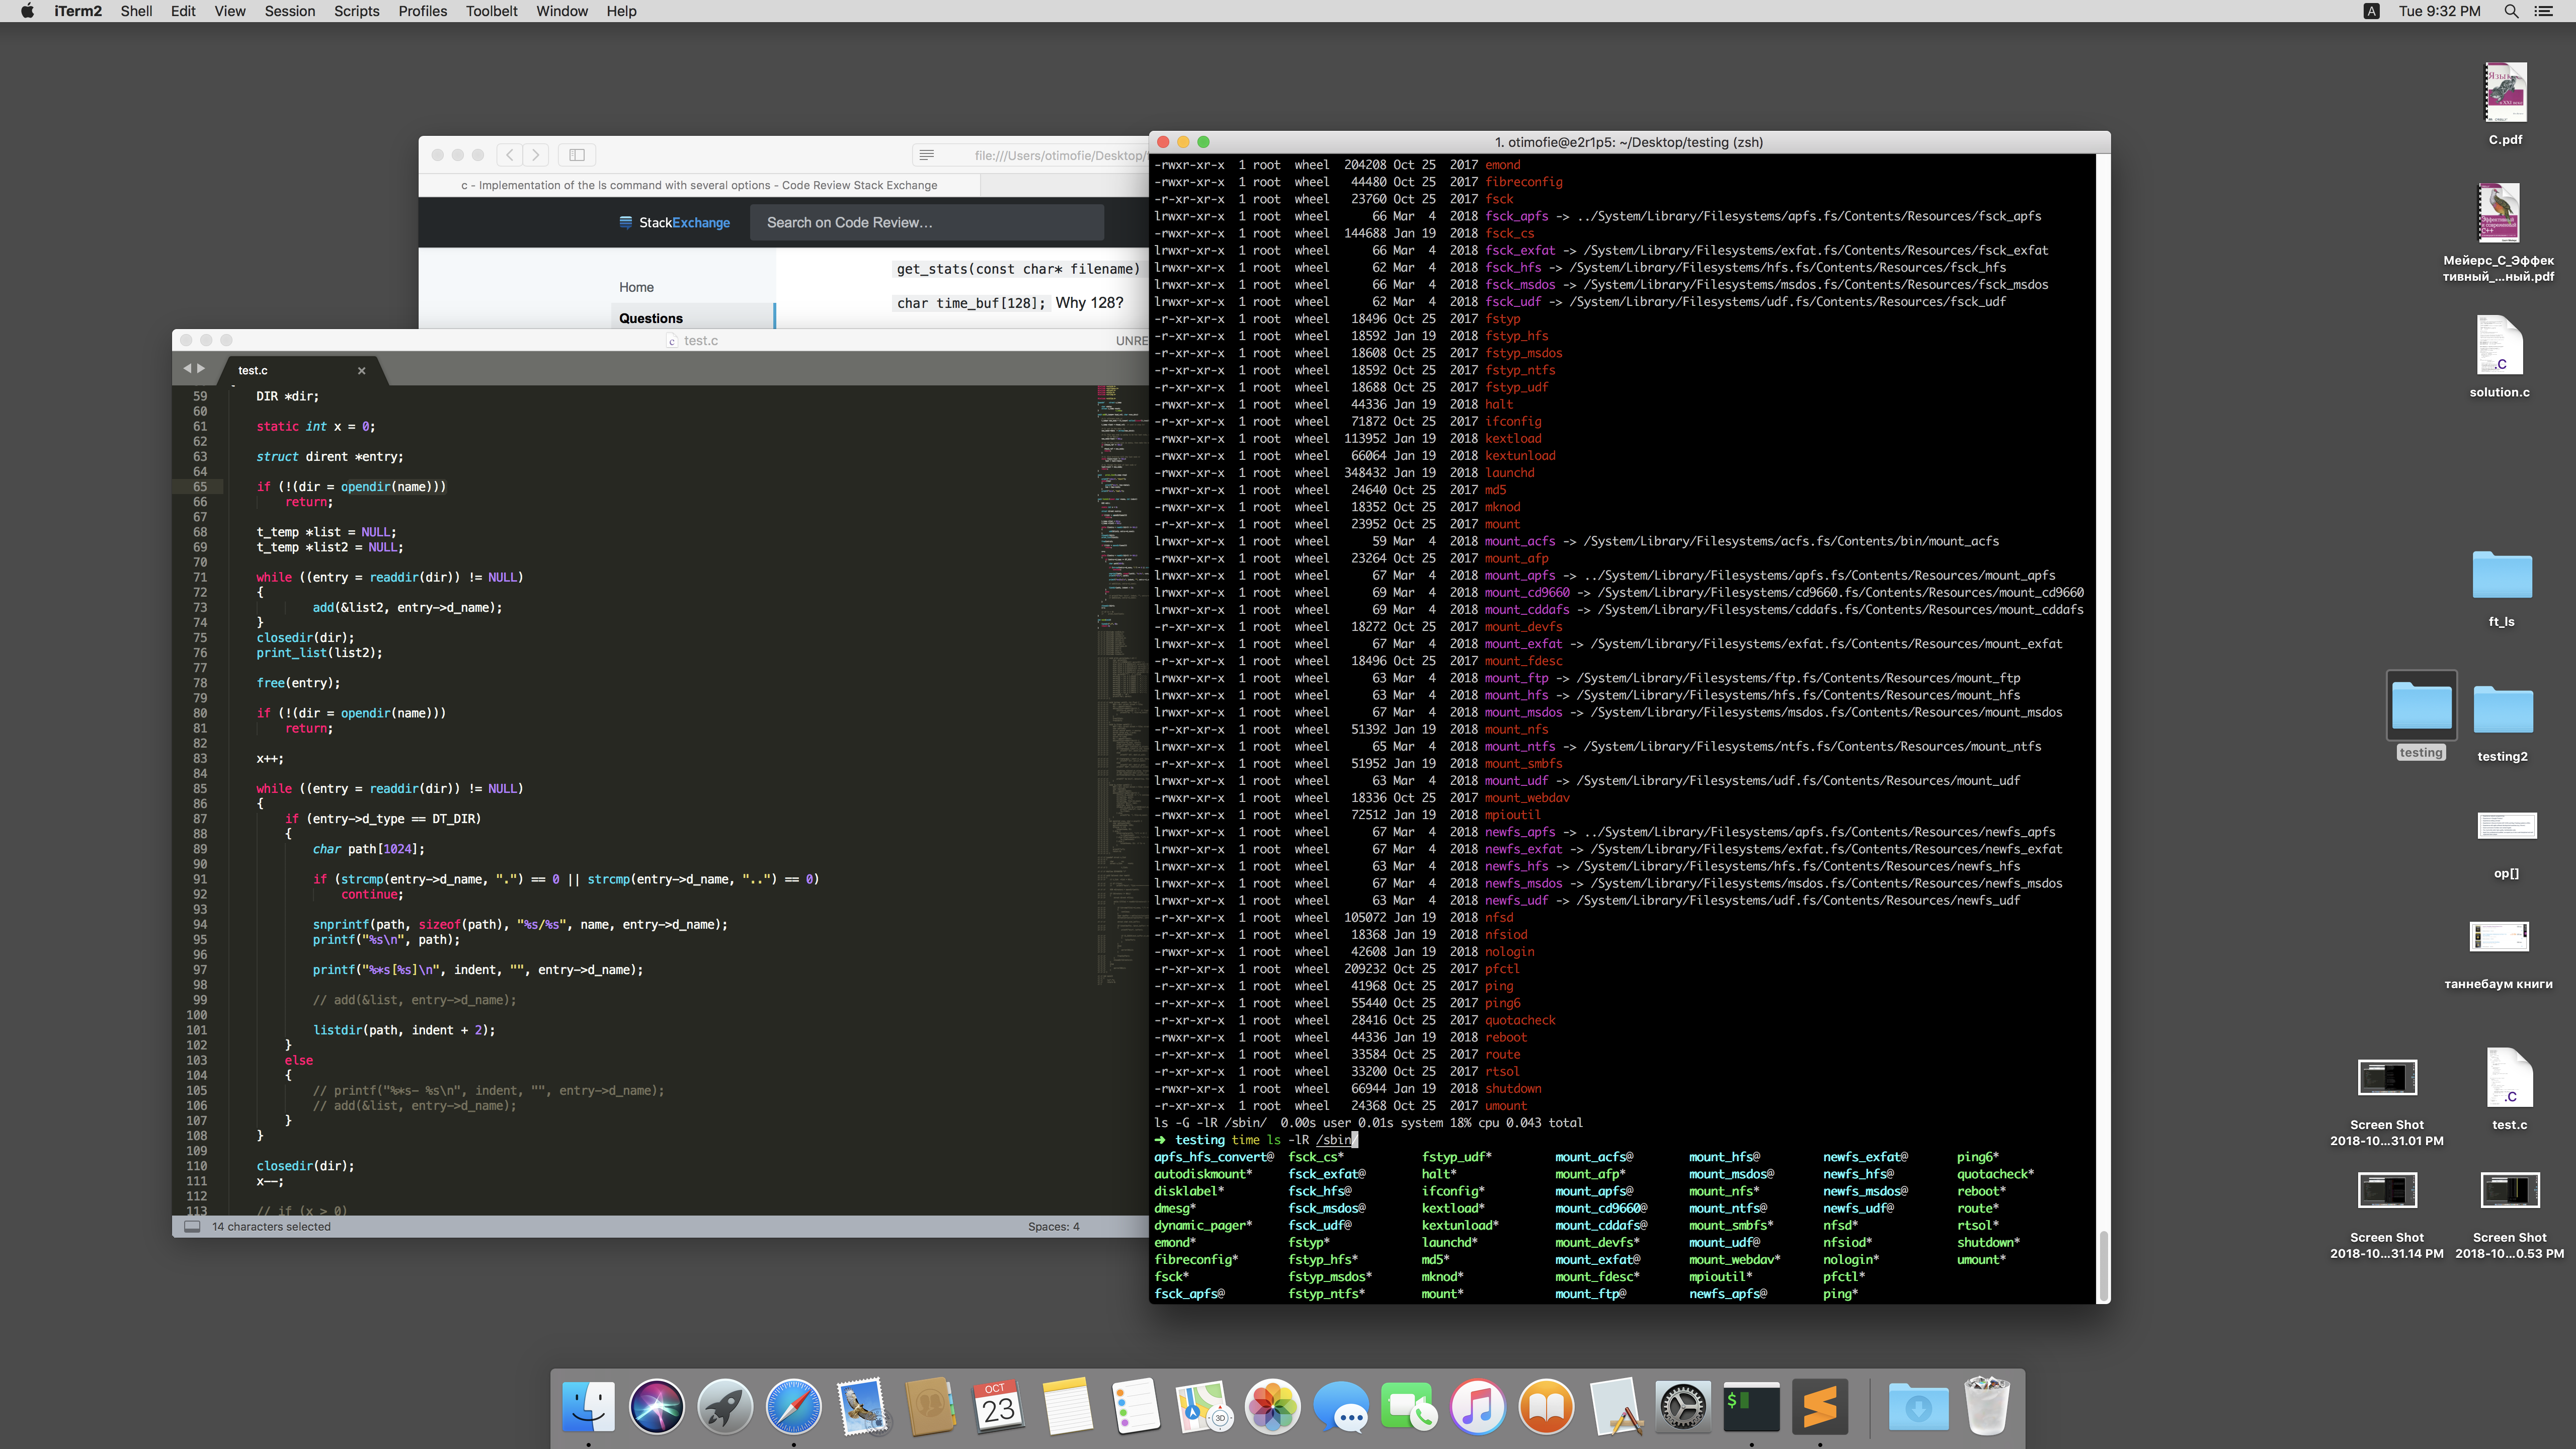 iTerm2 Shell Edit View Session Scripts Profiles Toolbelt Window Help
A Tue 9:32 PM
file:///Users/otimofie/Desktop/
c - Implementation of the ls command with several options - Code Review Stack Exchange
StackExchange Search on Code Review…
get_stats(const char* filename)
Home
char time_buf[128]; Why 128?
Questions
test.c UNRE
test.c
59 DIR *dir;
60
61 static int x = 0;
62
63 struct dirent *entry;
64
65 if (!(dir = opendir(name)))
66 return;
67
68 t_temp *list = NULL;
69 t_temp *list2 = NULL;
70
71 while ((entry = readdir(dir)) != NULL)
72 {
73 add(&list2, entry->d_name);
74 }
75 closedir(dir);
76 print_list(list2);
77
78 free(entry);
79
80 if (!(dir = opendir(name)))
81 return;
82
83 x++;
84
85 while ((entry = readdir(dir)) != NULL)
86 {
87 if (entry->d_type == DT_DIR)
88 {
89 char path[1024];
90
91 if (strcmp(entry->d_name, ".") == 0 || strcmp(entry->d_name, "..") == 0)
92 continue;
93
94 snprintf(path, sizeof(path), "%s/%s", name, entry->d_name);
95 printf("%s\n", path);
96
97 printf("%*s[%s]\n", indent, "", entry->d_name);
98
99 // add(&list, entry->d_name);
100
101 listdir(path, indent + 2);
102 }
103 else
104 {
105 // printf("%*s- %s\n", indent, "", entry->d_name);
106 // add(&list, entry->d_name);
107 }
108 }
109
110 closedir(dir);
111 x--;
112
113 // if (x > 0)
14 characters selected Spaces: 4
1. otimofie@e2r1p5: ~/Desktop/testing (zsh)
-rwxr-xr-x 1 root wheel 204208 Oct 25 2017 emond
-rwxr-xr-x 1 root wheel 44480 Oct 25 2017 fibreconfig
-r-xr-xr-x 1 root wheel 23760 Oct 25 2017 fsck
lrwxr-xr-x 1 root wheel 66 Mar 4 2018 fsck_apfs -> ../System/Library/Filesystems/apfs.fs/Contents/Resources/fsck_apfs
-rwxr-xr-x 1 root wheel 144688 Jan 19 2018 fsck_cs
lrwxr-xr-x 1 root wheel 66 Mar 4 2018 fsck_exfat -> /System/Library/Filesystems/exfat.fs/Contents/Resources/fsck_exfat
lrwxr-xr-x 1 root wheel 62 Mar 4 2018 fsck_hfs -> /System/Library/Filesystems/hfs.fs/Contents/Resources/fsck_hfs
lrwxr-xr-x 1 root wheel 66 Mar 4 2018 fsck_msdos -> /System/Library/Filesystems/msdos.fs/Contents/Resources/fsck_msdos
lrwxr-xr-x 1 root wheel 62 Mar 4 2018 fsck_udf -> /System/Library/Filesystems/udf.fs/Contents/Resources/fsck_udf
-r-xr-xr-x 1 root wheel 18496 Oct 25 2017 fstyp
-rwxr-xr-x 1 root wheel 18592 Jan 19 2018 fstyp_hfs
-r-xr-xr-x 1 root wheel 18608 Oct 25 2017 fstyp_msdos
-r-xr-xr-x 1 root wheel 18592 Oct 25 2017 fstyp_ntfs
-r-xr-xr-x 1 root wheel 18688 Oct 25 2017 fstyp_udf
-rwxr-xr-x 1 root wheel 44336 Jan 19 2018 halt
-r-xr-xr-x 1 root wheel 71872 Oct 25 2017 ifconfig
-rwxr-xr-x 1 root wheel 113952 Jan 19 2018 kextload
-rwxr-xr-x 1 root wheel 66064 Jan 19 2018 kextunload
-rwxr-xr-x 1 root wheel 348432 Jan 19 2018 launchd
-r-xr-xr-x 1 root wheel 24640 Oct 25 2017 md5
-r-xr-xr-x 1 root wheel 18352 Oct 25 2017 mknod
-r-xr-xr-x 1 root wheel 23952 Oct 25 2017 mount
lrwxr-xr-x 1 root wheel 59 Mar 4 2018 mount_acfs -> /System/Library/Filesystems/acfs.fs/Contents/bin/mount_acfs
-rwxr-xr-x 1 root wheel 23264 Oct 25 2017 mount_afp
lrwxr-xr-x 1 root wheel 67 Mar 4 2018 mount_apfs -> ../System/Library/Filesystems/apfs.fs/Contents/Resources/mount_apfs
lrwxr-xr-x 1 root wheel 69 Mar 4 2018 mount_cd9660 -> /System/Library/Filesystems/cd9660.fs/Contents/Resources/mount_cd9660
lrwxr-xr-x 1 root wheel 69 Mar 4 2018 mount_cddafs -> /System/Library/Filesystems/cddafs.fs/Contents/Resources/mount_cddafs
-r-xr-xr-x 1 root wheel 18272 Oct 25 2017 mount_devfs
lrwxr-xr-x 1 root wheel 67 Mar 4 2018 mount_exfat -> /System/Library/Filesystems/exfat.fs/Contents/Resources/mount_exfat
-r-xr-xr-x 1 root wheel 18496 Oct 25 2017 mount_fdesc
lrwxr-xr-x 1 root wheel 63 Mar 4 2018 mount_ftp -> /System/Library/Filesystems/ftp.fs/Contents/Resources/mount_ftp
lrwxr-xr-x 1 root wheel 63 Mar 4 2018 mount_hfs -> /System/Library/Filesystems/hfs.fs/Contents/Resources/mount_hfs
lrwxr-xr-x 1 root wheel 67 Mar 4 2018 mount_msdos -> /System/Library/Filesystems/msdos.fs/Contents/Resources/mount_msdos
-rwxr-xr-x 1 root wheel 51392 Jan 19 2018 mount_nfs
lrwxr-xr-x 1 root wheel 65 Mar 4 2018 mount_ntfs -> /System/Library/Filesystems/ntfs.fs/Contents/Resources/mount_ntfs
-rwxr-xr-x 1 root wheel 51952 Jan 19 2018 mount_smbfs
lrwxr-xr-x 1 root wheel 63 Mar 4 2018 mount_udf -> /System/Library/Filesystems/udf.fs/Contents/Resources/mount_udf
-rwxr-xr-x 1 root wheel 18336 Oct 25 2017 mount_webdav
-rwxr-xr-x 1 root wheel 72512 Jan 19 2018 mpioutil
lrwxr-xr-x 1 root wheel 67 Mar 4 2018 newfs_apfs -> ../System/Library/Filesystems/apfs.fs/Contents/Resources/newfs_apfs
lrwxr-xr-x 1 root wheel 67 Mar 4 2018 newfs_exfat -> /System/Library/Filesystems/exfat.fs/Contents/Resources/newfs_exfat
lrwxr-xr-x 1 root wheel 63 Mar 4 2018 newfs_hfs -> /System/Library/Filesystems/hfs.fs/Contents/Resources/newfs_hfs
lrwxr-xr-x 1 root wheel 67 Mar 4 2018 newfs_msdos -> /System/Library/Filesystems/msdos.fs/Contents/Resources/newfs_msdos
lrwxr-xr-x 1 root wheel 63 Mar 4 2018 newfs_udf -> /System/Library/Filesystems/udf.fs/Contents/Resources/newfs_udf
-rwxr-xr-x 1 root wheel 105072 Jan 19 2018 nfsd
-rwxr-xr-x 1 root wheel 18368 Jan 19 2018 nfsiod
-rwxr-xr-x 1 root wheel 42608 Jan 19 2018 nologin
-r-xr-xr-x 1 root wheel 209232 Oct 25 2017 pfctl
-r-xr-xr-x 1 root wheel 41968 Oct 25 2017 ping
-r-xr-xr-x 1 root wheel 55440 Oct 25 2017 ping6
-r-xr-xr-x 1 root wheel 28416 Oct 25 2017 quotacheck
-rwxr-xr-x 1 root wheel 44336 Jan 19 2018 reboot
-r-xr-xr-x 1 root wheel 33584 Oct 25 2017 route
-r-xr-xr-x 1 root wheel 33200 Oct 25 2017 rtsol
-rwxr-xr-x 1 root wheel 66944 Jan 19 2018 shutdown
-r-xr-xr-x 1 root wheel 24368 Oct 25 2017 umount
ls -G -lR /sbin/ 0.00s user 0.01s system 18% cpu 0.043 total
➜ testing time ls -lR /sbin/
apfs_hfs_convert@ fsck_cs* fstyp_udf* mount_acfs@ mount_hfs@ newfs_exfat@ ping6*
autodiskmount* fsck_exfat@ halt* mount_afp* mount_msdos@ newfs_hfs@ quotacheck*
disklabel* fsck_hfs@ ifconfig* mount_apfs@ mount_nfs* newfs_msdos@ reboot*
dmesg* fsck_msdos@ kextload* mount_cd9660@ mount_ntfs@ newfs_udf@ route*
dynamic_pager* fsck_udf@ kextunload* mount_cddafs@ mount_smbfs* nfsd* rtsol*
emond* fstyp* launchd* mount_devfs* mount_udf@ nfsiod* shutdown*
fibreconfig* fstyp_hfs* md5* mount_exfat@ mount_webdav* nologin* umount*
fsck* fstyp_msdos* mknod* mount_fdesc* mpioutil* pfctl*
fsck_apfs@ fstyp_ntfs* mount* mount_ftp@ newfs_apfs@ ping*
C.pdf
Мейерс_С_Эффек
тивный_...ный.pdf
.C
solution.c
ft_ls
testing testing2
op[]
таннебаум книги
.C
Screen Shot
2018-10...31.01 PM
test.c
Screen Shot
2018-10...31.14 PM
Screen Shot
2018-10...0.53 PM
OCT
23
3D
$